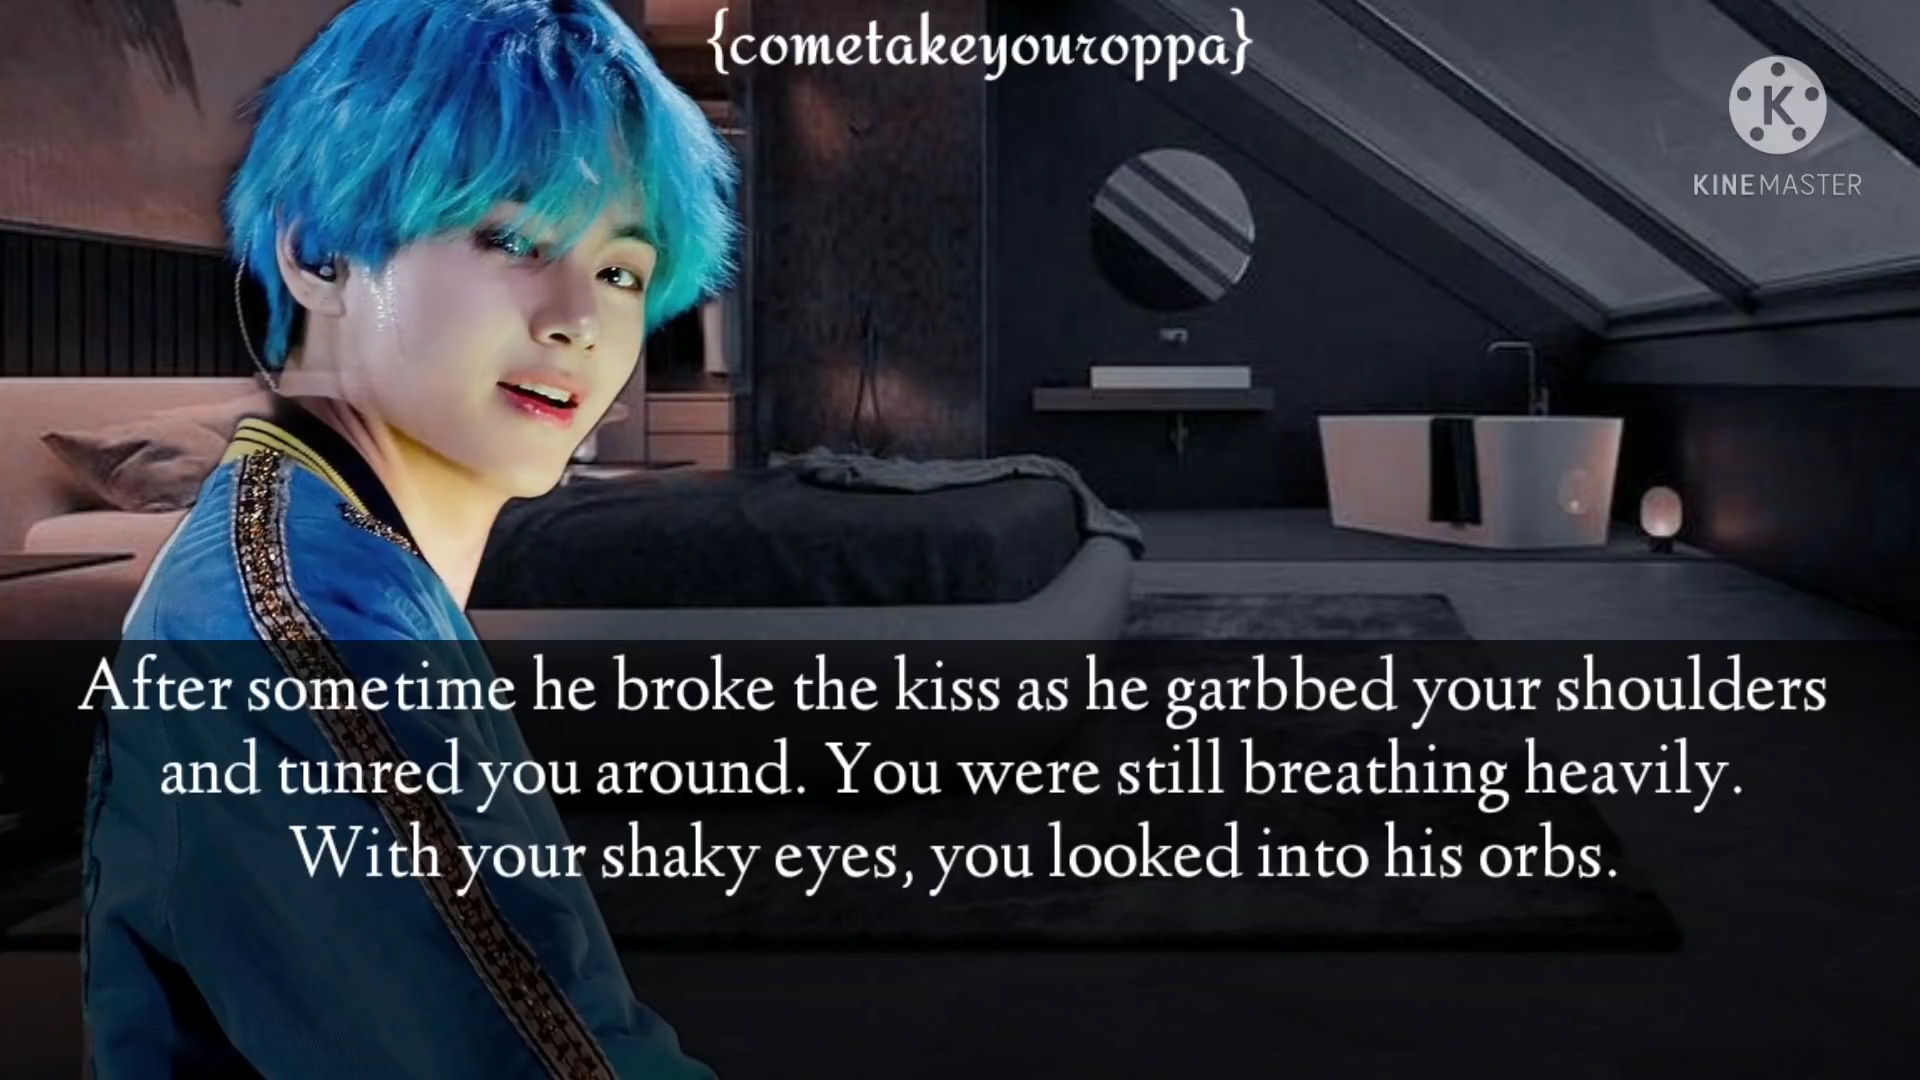 {cometakeyouroppa}
K
KINEMASTER
After sometime he broke the kiss as he garbbed your shoulders
and tunred you around. You were still breathing heavily.
With your shaky eyes, you looked into his orbs.